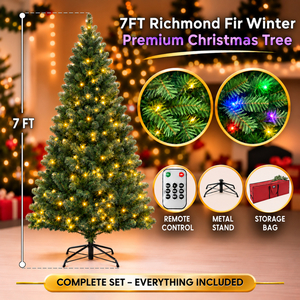 7FT Richmond Fir Winter
Premium Christmas Tree
7 FT
REMOTE
CONTROL
METAL
STAND
STORAGE
BAG
COMPLETE SET - EVERYTHING INCLUDED